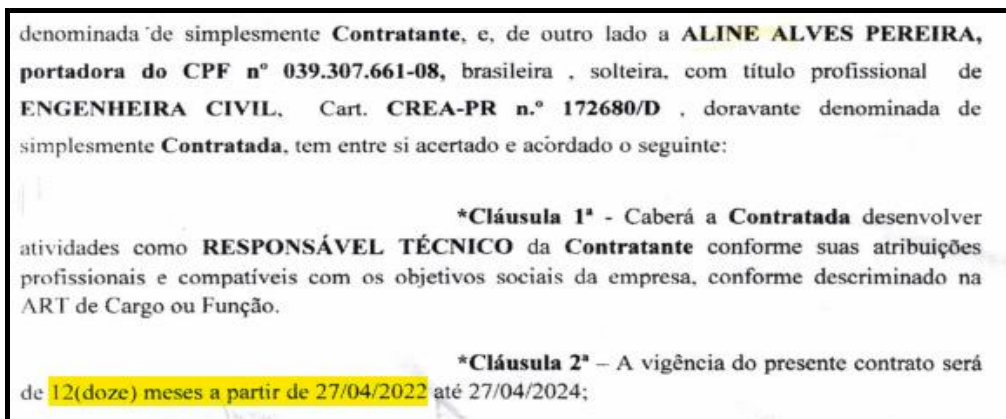 denominada de simplesmente Contratante, e, de outro lado a ALINE ALVES PEREIRA,
portadora do CPF nº 039.307.661-08, brasileira , solteira, com título profissional de
ENGENHEIRA CIVIL, Cart. CREA-PR n.º 172680/D , doravante denominada de
simplesmente Contratada, tem entre si acertado e acordado o seguinte:
*Cláusula 1ª - Caberá a Contratada desenvolver
atividades como RESPONSÁVEL TÉCNICO da Contratante conforme suas atribuições
profissionais e compatíveis com os objetivos sociais da empresa, conforme descriminado na
ART de Cargo ou Função.
*Cláusula 2ª – A vigência do presente contrato será
de 12(doze) meses a partir de 27/04/2022 até 27/04/2024;